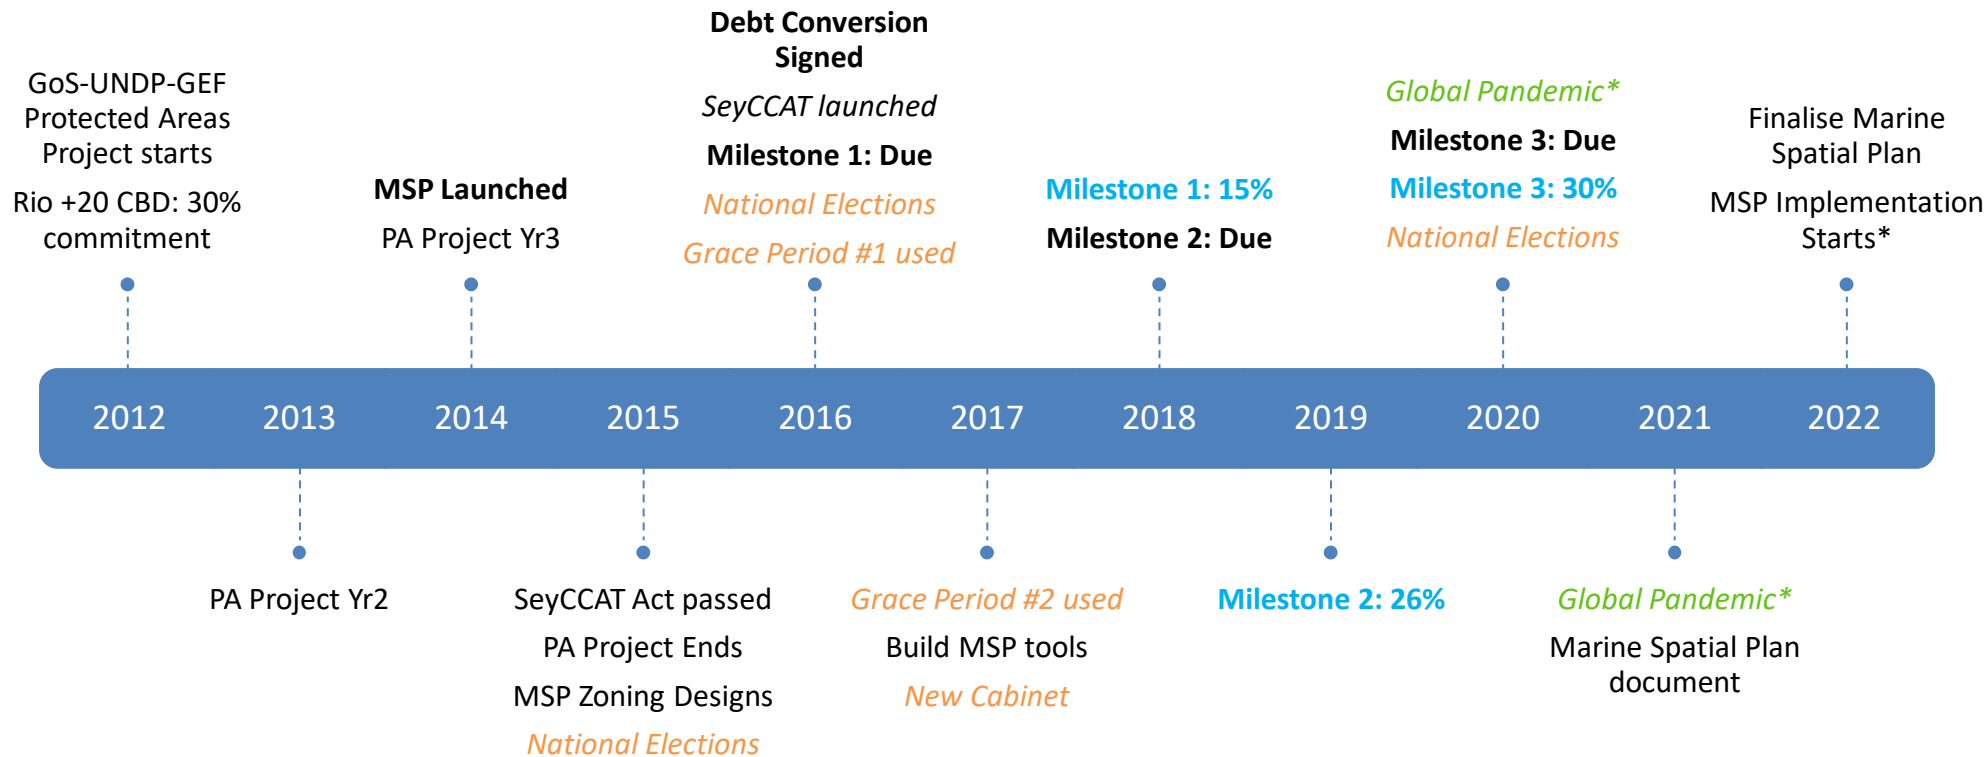 GoS-UNDP-GEF
Protected Areas
Project starts
Rio +20 CBD: 30%
commitment
MSP Launched
PA Project Yr3
Debt Conversion
Signed
SeyCCAT launched
Milestone 1: Due
National Elections
Grace Period #1 used
Milestone 1: 15%
Milestone 2: Due
Global Pandemic*
Milestone 3: Due
Milestone 3: 30%
National Elections
Finalise Marine
Spatial Plan
MSP Implementation
Starts*
2012 2013 2014 2015 2016 2017 2018 2019 2020 2021 2022
PA Project Yr2
SeyCCAT Act passed
PA Project Ends
MSP Zoning Designs
National Elections
Grace Period #2 used
Build MSP tools
New Cabinet
Milestone 2: 26%
Global Pandemic*
Marine Spatial Plan
document